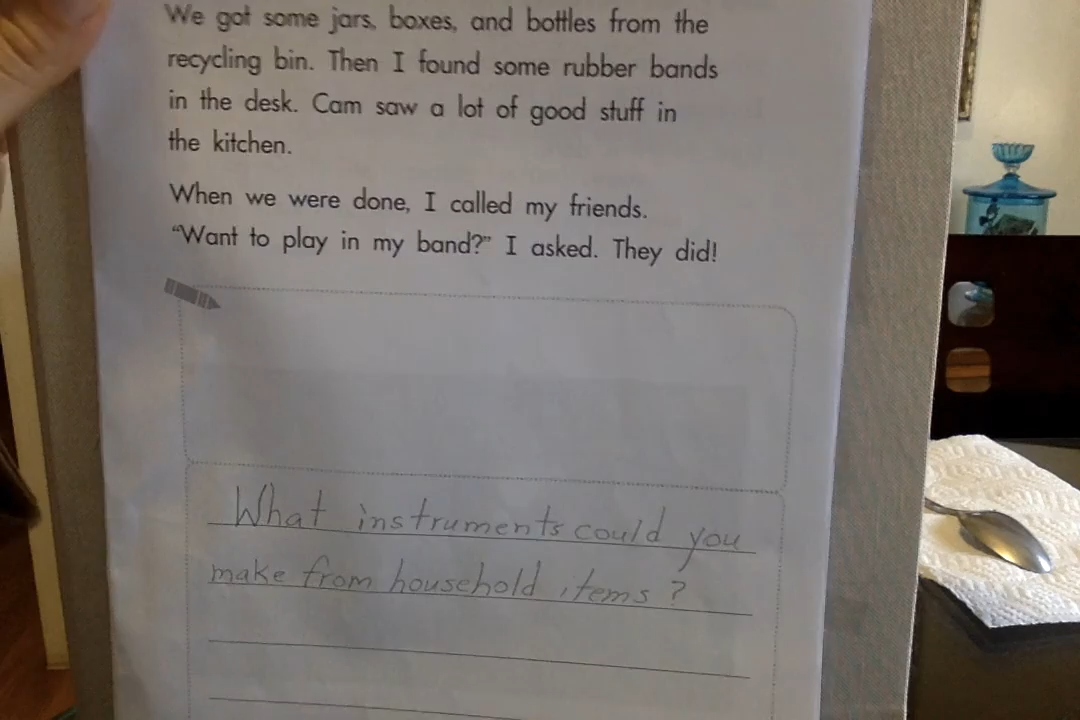 We got some jars, boxes, and bottles from the
recycling bin. Then I found some rubber bands
in the desk. Cam saw a lot of good stuff in
the kitchen.
When we were done, I called my friends.
“Want to play in my band?” I asked. They did!
What instruments could you
make from household items?